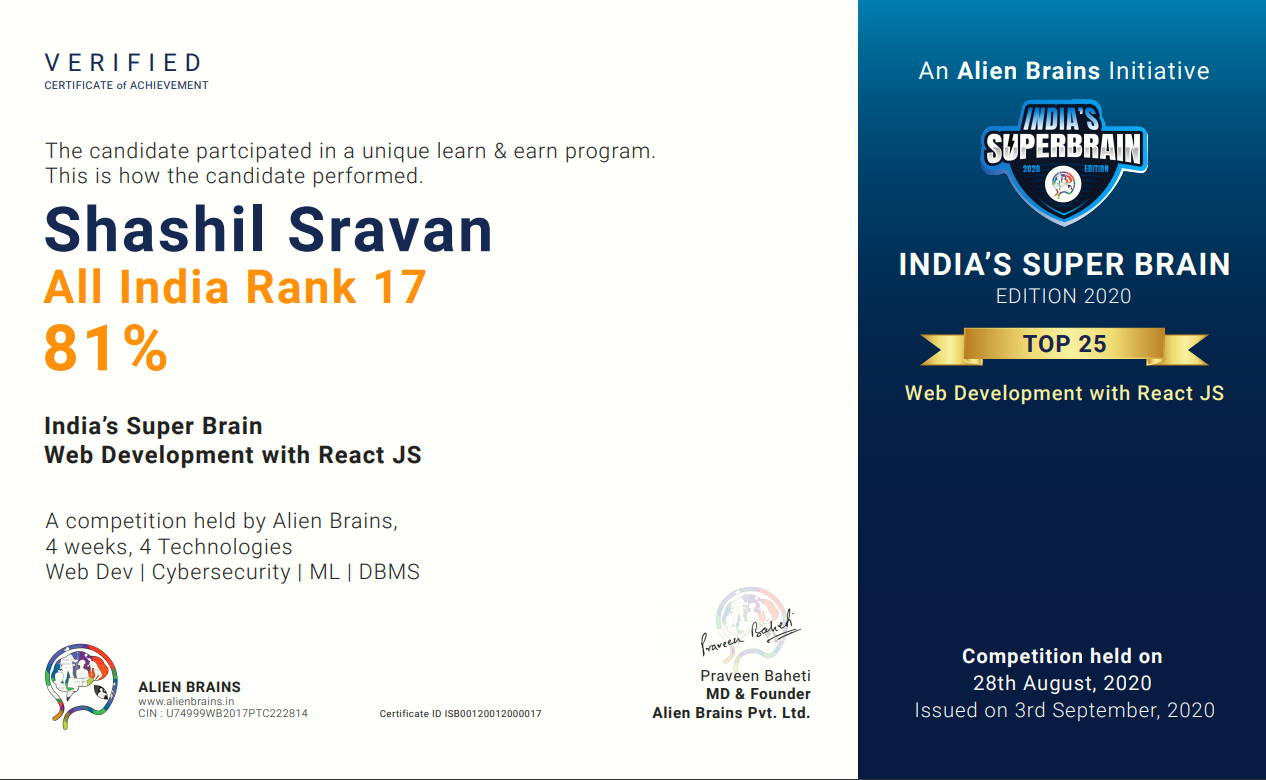 VERIFIED
CERTIFICATE of ACHIEVEMENT
The candidate partcipated in a unique learn & earn program.
This is how the candidate performed.
Shashil Sravan
All India Rank 17
81%
India's Super Brain
Web Development with React JS
A competition held by Alien Brains,
4 weeks, 4 Technologies
Web Dev | Cybersecurity | ML | DBMS
ALIEN BRAINS
www.alienbrains.in
CIN : U74999WB2017PTC222814
Certificate ID ISB00120012000017
Praveen Baheti
Praveen Baheti
MD & Founder
Alien Brains Pvt. Ltd.
An Alien Brains Initiative
INDIA'S
SUPERBRAIN
2020 EDITION
INDIA'S SUPER BRAIN
EDITION 2020
TOP 25
Web Development with React JS
Competition held on
28th August, 2020
Issued on 3rd September, 2020